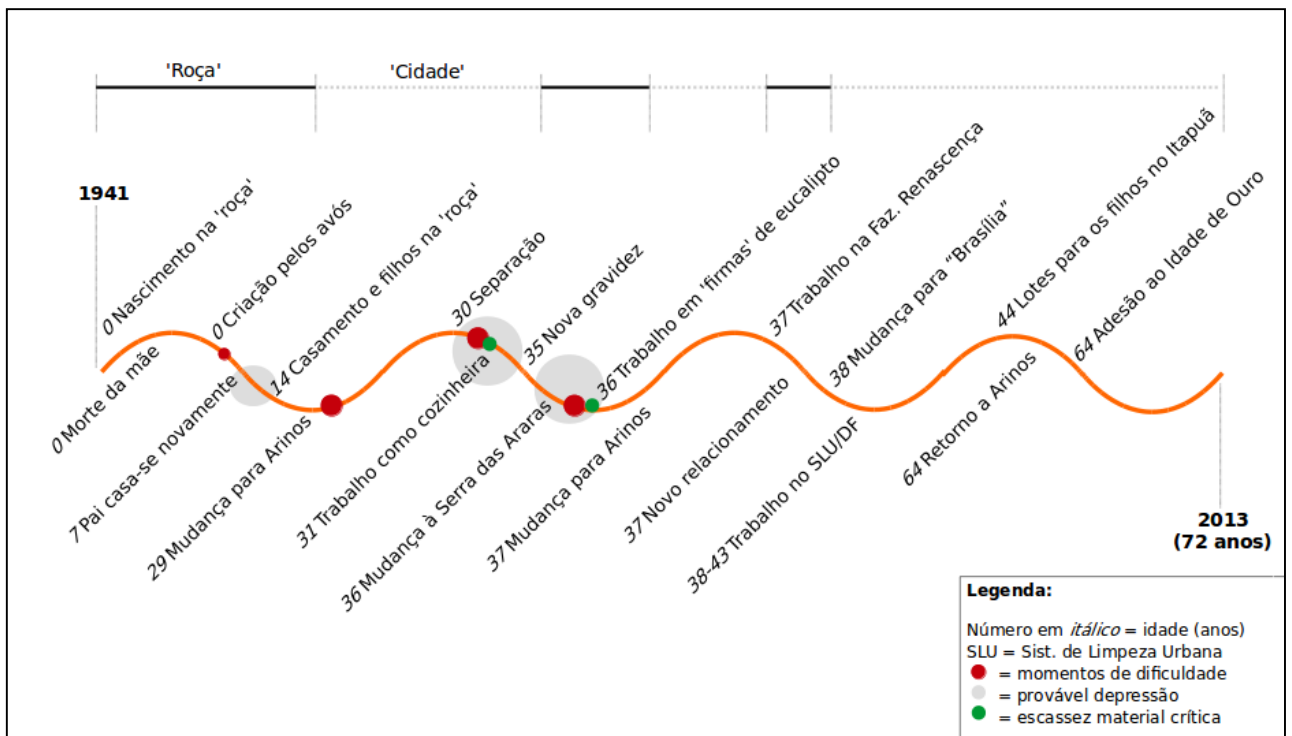 'Roça'
'Cidade'
1941
0 Nascimento na 'roça'
0 Morte da mãe
0 Criação pelos avós
7 Pai casa-se novamente
14 Casamento e filhos na 'roça'
29 Mudança para Arinos
30 Separação
31 Trabalho como cozinheira
35 Nova gravidez
36 Mudança à Serra das Araras
36 Trabalho em 'firmas' de eucalipto
37 Mudança para Arinos
37 Trabalho na Faz. Renascença
37 Novo relacionamento
38 Mudança para “Brasília”
38-43 Trabalho no SLU/DF
44 Lotes para os filhos no Itapuã
64 Retorno a Arinos
64 Adesão ao Idade de Ouro
2013
(72 anos)
Legenda:
Número em itálico = idade (anos)
SLU = Sist. de Limpeza Urbana
= momentos de dificuldade
= provável depressão
= escassez material crítica